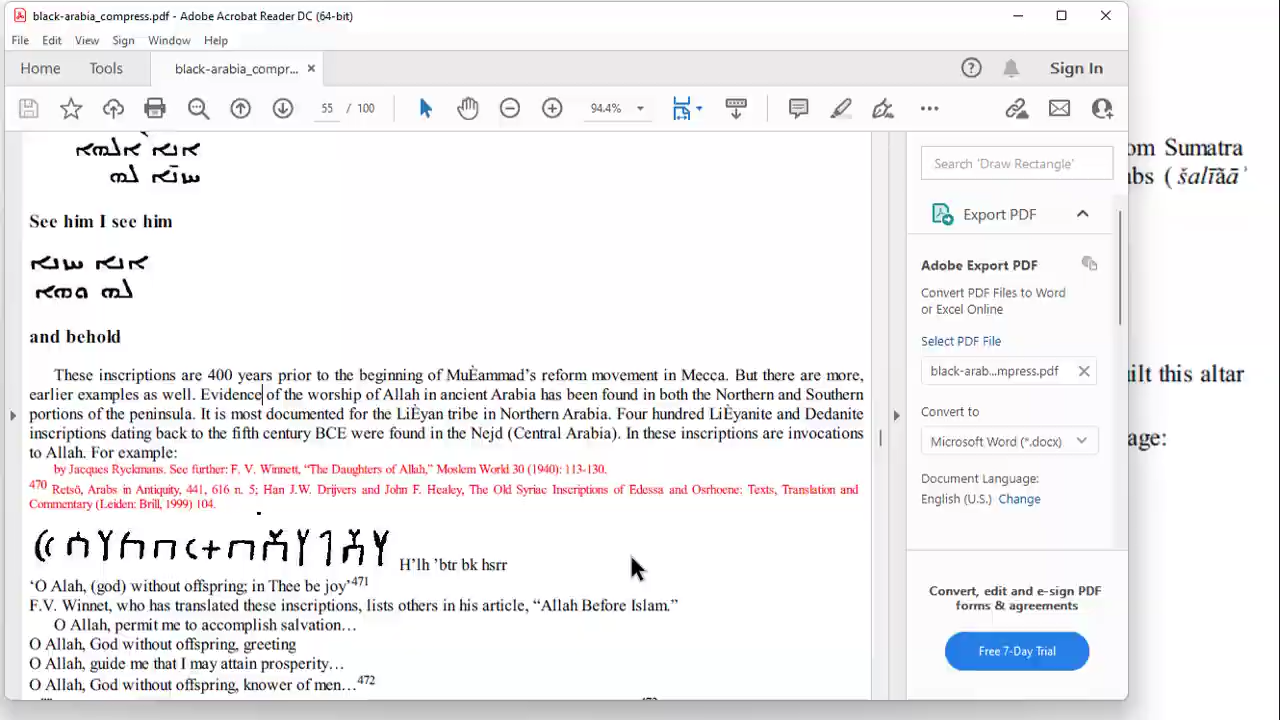 black-arabia_compress.pdf - Adobe Acrobat Reader DC (64-bit)
File Edit View Sign Window Help
Home Tools black-arabia_compr... Sign In
55 / 100 94.4%
See him I see him
and behold
These inscriptions are 400 years prior to the beginning of MuÈammad's reform movement in Mecca. But there are more,
earlier examples as well. Evidence of the worship of Allah in ancient Arabia has been found in both the Northern and Southern
portions of the peninsula. It is most documented for the LiÈyan tribe in Northern Arabia. Four hundred LiÈyanite and Dedanite
inscriptions dating back to the fifth century BCE were found in the Nejd (Central Arabia). In these inscriptions are invocations
to Allah. For example:
by Jacques Ryckmans. See further: F. V. Winnett, "The Daughters of Allah," Moslem World 30 (1940): 113-130.
470 Retsö, Arabs in Antiquity, 441, 616 n. 5; Han J.W. Drijvers and John F. Healey, The Old Syriac Inscriptions of Edessa and Osrhoene: Texts, Translation and
Commentary (Leiden: Brill, 1999) 104.
H'lh 'btr bk hsrr
'O Alah, (god) without offspring; in Thee be joy'471
F.V. Winnet, who has translated these inscriptions, lists others in his article, "Allah Before Islam."
O Allah, permit me to accomplish salvation…
O Allah, God without offspring, greeting
O Allah, guide me that I may attain prosperity…
O Allah, God without offspring, knower of men…472
Search 'Draw Rectangle'
Export PDF
Adobe Export PDF
Convert PDF Files to Word
or Excel Online
Select PDF File
black-arab...mpress.pdf
Convert to
Microsoft Word (*.docx)
Document Language:
English (U.S.) Change
Convert, edit and e-sign PDF
forms & agreements
Free 7-Day Trial
om Sumatra
abs (
ilt this altar
age: